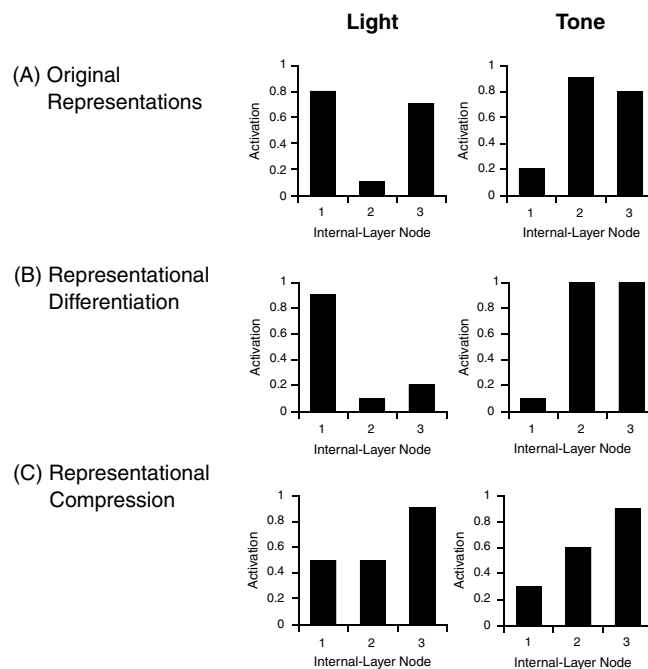 Light
Tone
(A) Original
Representations
Activation
1
0.8
0.6
0.4
0.2
0
1 2 3
Internal-Layer Node
Activation
1
0.8
0.6
0.4
0.2
0
1 2 3
Internal-Layer Node
(B) Representational
Differentiation
Activation
1
0.8
0.6
0.4
0.2
0
1 2 3
Internal-Layer Node
Activation
1
0.8
0.6
0.4
0.2
0
1 2 3
Internal-Layer Node
(C) Representational
Compression
Activation
1
0.8
0.6
0.4
0.2
0
1 2 3
Internal-Layer Node
Activation
1
0.8
0.6
0.4
0.2
0
1 2 3
Internal-Layer Node